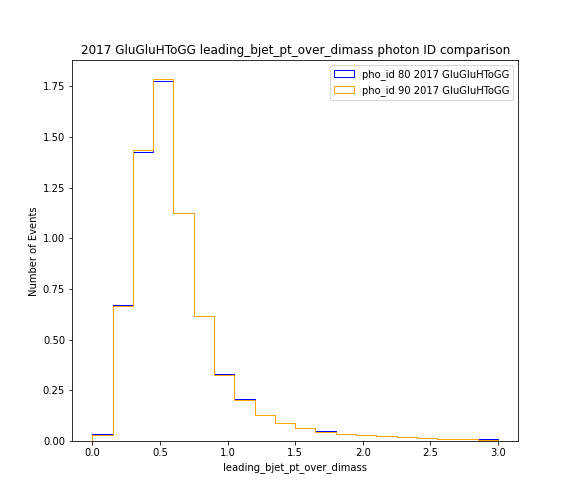 2017 GluGluHToGG leading_bjet_pt_over_dimass photon ID comparison
pho_id 80 2017 GluGluHToGG
pho_id 90 2017 GluGluHToGG
Number of Events
1.75
1.50
1.25
1.00
0.75
0.50
0.25
0.00
0.0 0.5 1.0 1.5 2.0 2.5 3.0
leading_bjet_pt_over_dimass